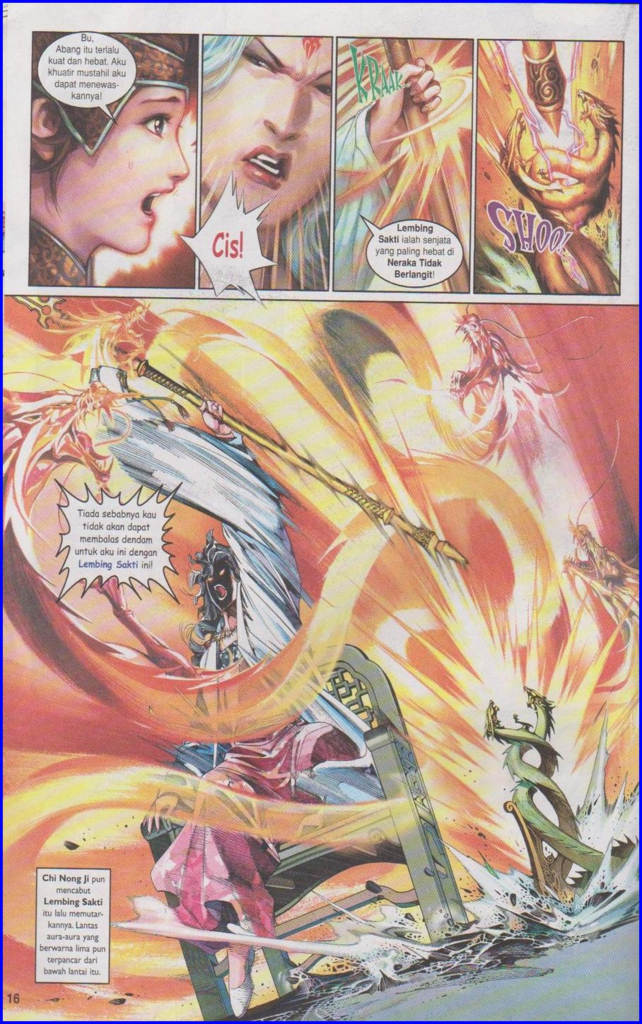 Bu,
Abang itu terlalu
kuat dan hebat. Aku
khuatir mustahil aku
dapat menewas-
kannya!
Cis!
KRAAK
Lembing
Sakti ialah senjata
yang paling hebat di
Neraka Tidak
Berlangit!
SHOO!
Tiada sebabnya kau
tidak akan dapat
membalas dendam
untuk aku ini dengan
Lembing Sakti ini!
Chi Nong Ji pun
mencabut
Lembing Sakti
itu lalu memutar-
kannya. Lantas
aura-aura yang
berwarna lima pun
terpancar dari
bawah lantai itu.
16